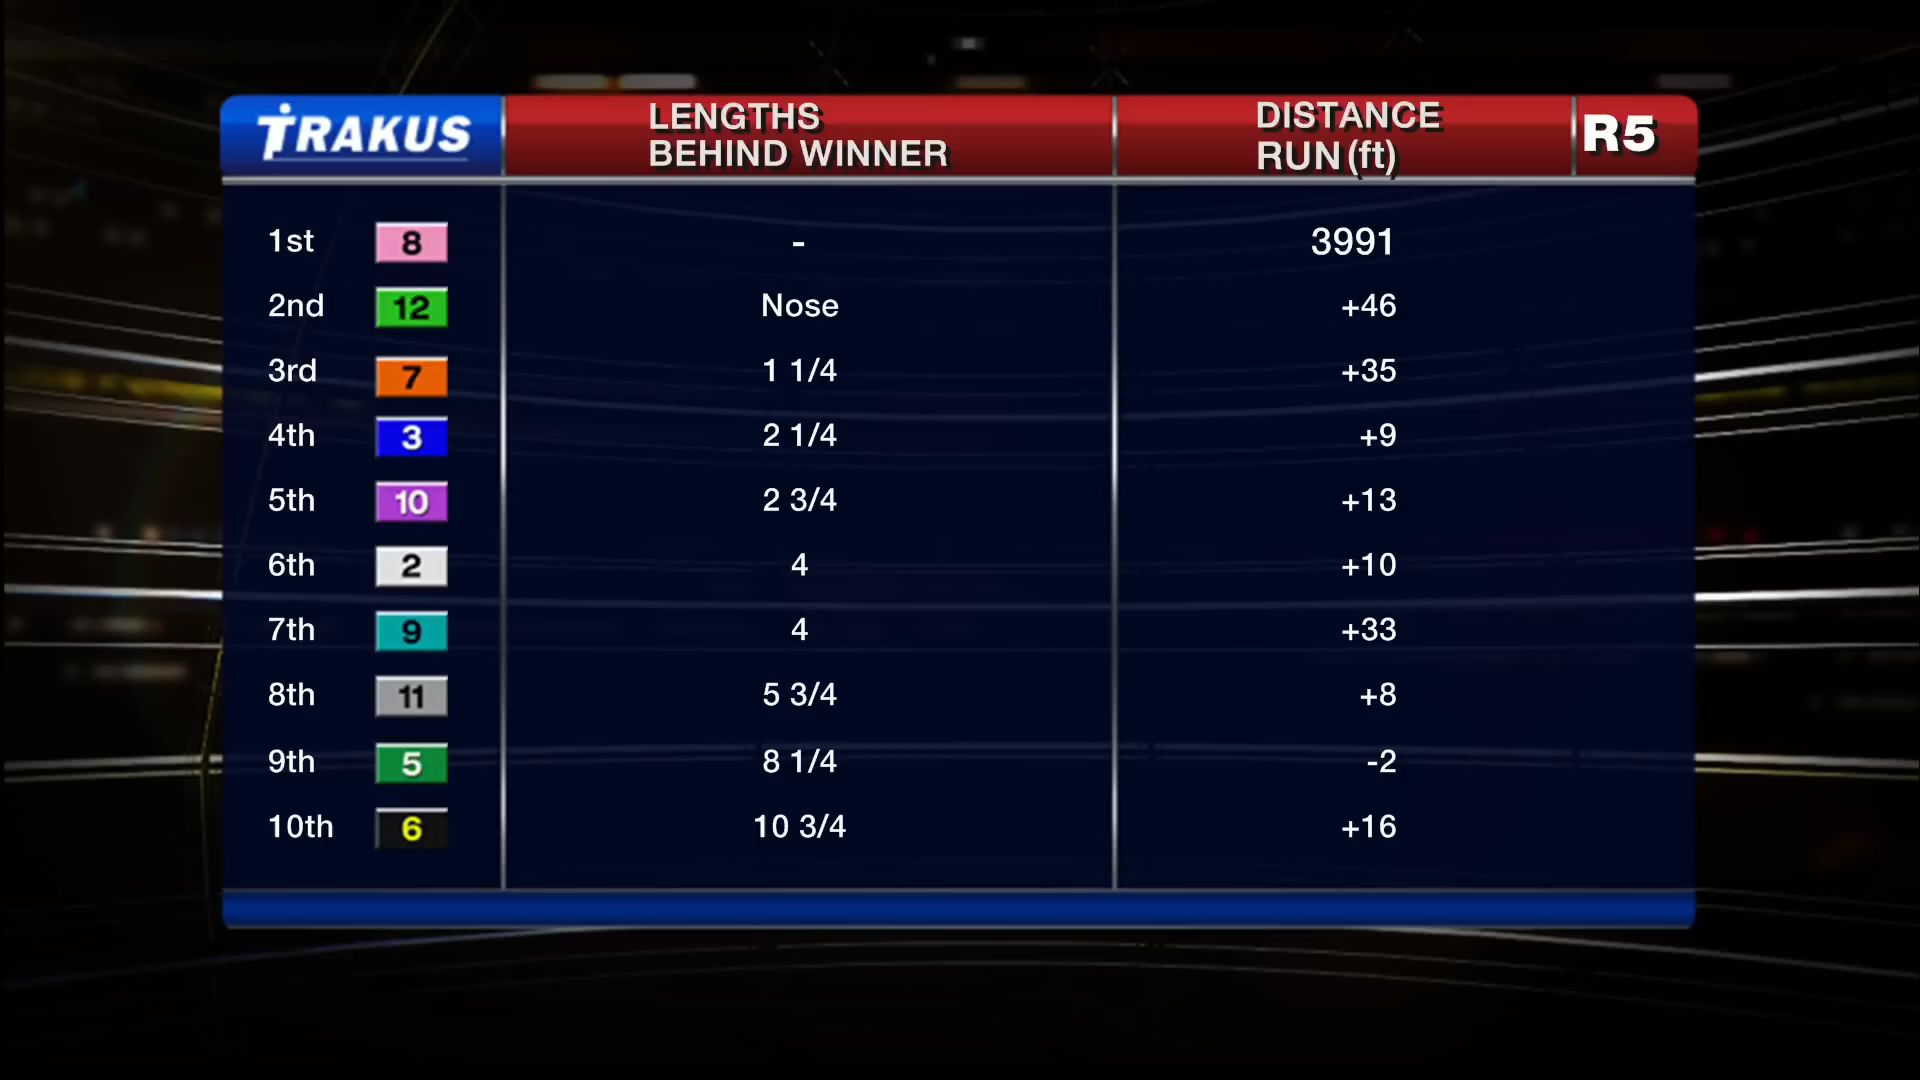 TRAKUS
LENGTHS
BEHIND WINNER
DISTANCE
RUN (ft)
R5
1st 8 - 3991
2nd 12 Nose +46
3rd 7 1 1/4 +35
4th 3 2 1/4 +9
5th 10 2 3/4 +13
6th 2 4 +10
7th 9 4 +33
8th 11 5 3/4 +8
9th 5 8 1/4 -2
10th 6 10 3/4 +16